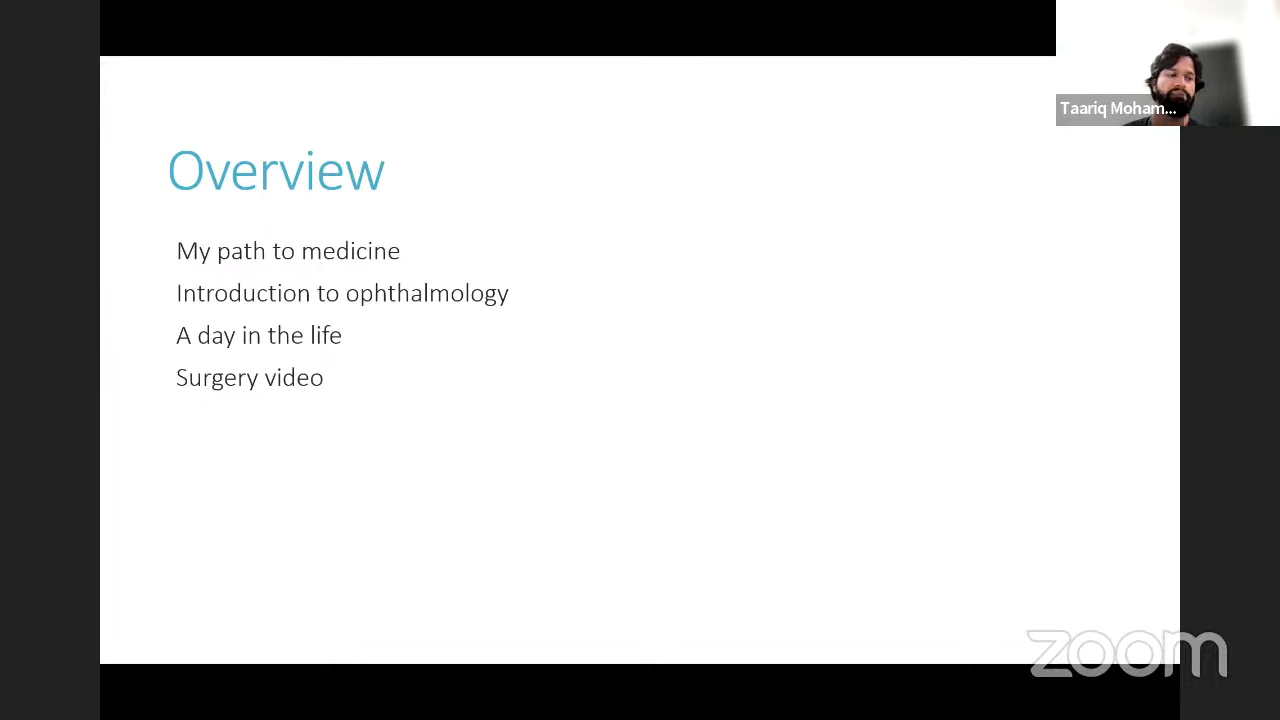 Taariq Moham...
Overview
My path to medicine
Introduction to ophthalmology
A day in the life
Surgery video
zoom